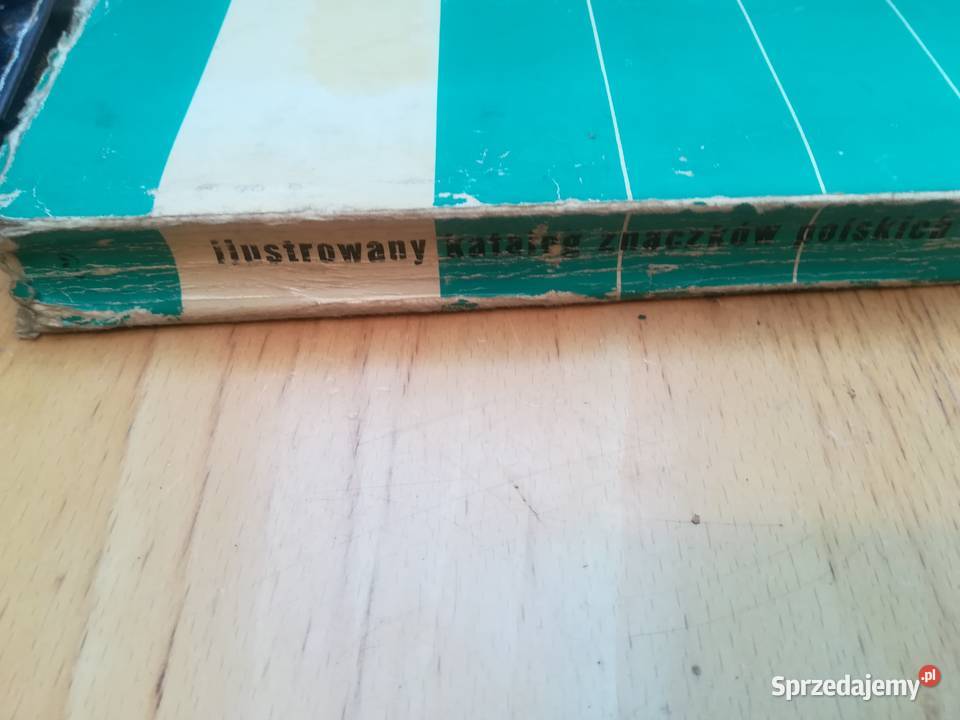 ilustrowany katalog znaczków polskich
Sprzedajemy.pl